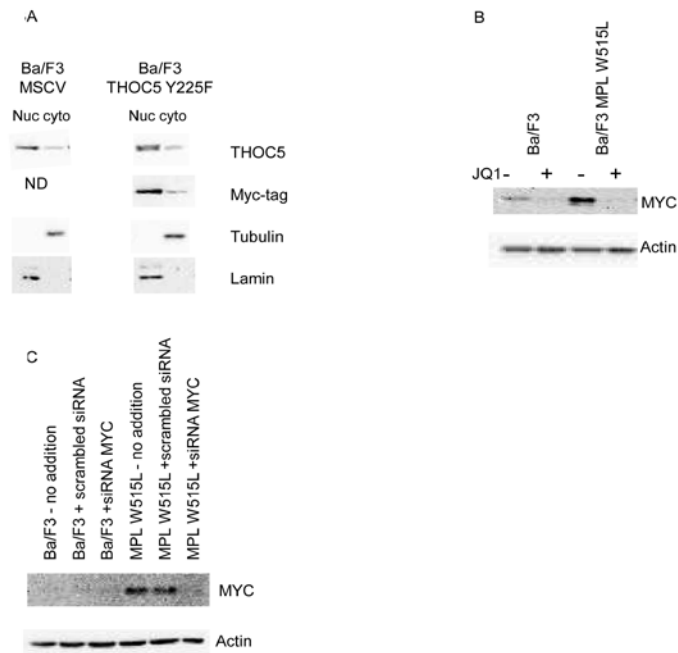 A
Ba/F3
MSCV
Ba/F3
THOC5 Y225F
Nuc cyto
Nuc cyto
THOC5
ND
Myc-tag
Tubulin
Lamin
B
Ba/F3
Ba/F3 MPL W515L
JQ1 - + - +
MYC
Actin
C
Ba/F3 - no addition
Ba/F3 + scrambled siRNA
Ba/F3 +siRNA MYC
MPL W515L - no addition
MPL W515L +scrambled siRNA
MPL W515L +siRNA MYC
MYC
Actin